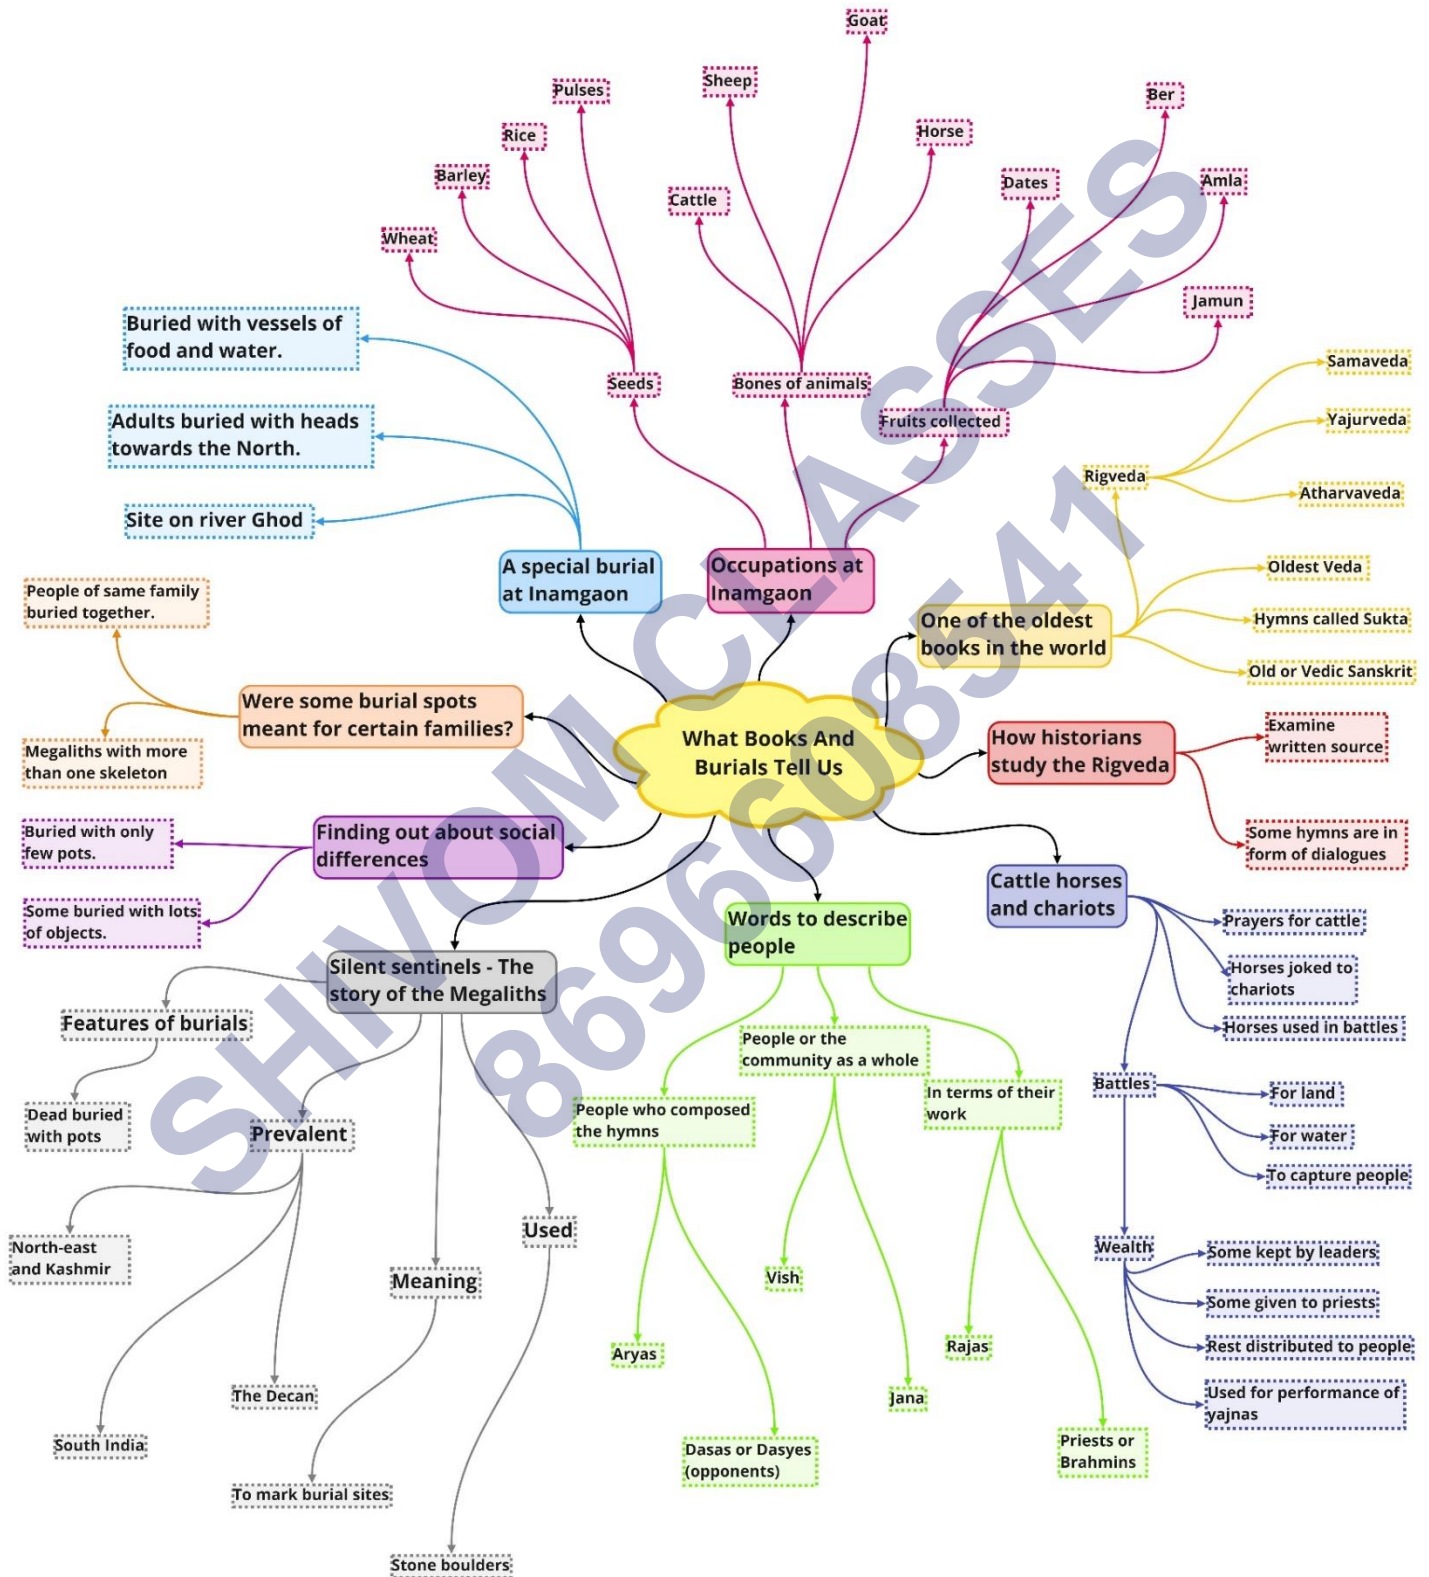 Goat
Sheep
Pulses
Ber
Rice
Horse
Barley
Dates
Amla
Cattle
Wheat
Jamun
Buried with vessels of
food and water.
Seeds
Bones of animals
Samaveda
Adults buried with heads
towards the North.
Fruits collected
Yajurveda
Rigveda
Atharvaveda
Site on river Ghod
A special burial
at Inamgaon
Occupations at
Inamgaon
Oldest Veda
People of same family
buried together.
One of the oldest
books in the world
Hymns called Sukta
Old or Vedic Sanskrit
Were some burial spots
meant for certain families?
What Books And
Burials Tell Us
How historians
study the Rigveda
Examine
written source
Megaliths with more
than one skeleton
Buried with only
few pots.
Finding out about social
differences
Some hymns are in
form of dialogues
Cattle horses
and chariots
Some buried with lots
of objects.
Words to describe
people
Prayers for cattle
Silent sentinels - The
story of the Megaliths
Horses joked to
chariots
Features of burials
Horses used in battles
People or the
community as a whole
Battles
For land
In terms of their
work
Dead buried
with pots
People who composed
the hymns
Prevalent
For water
To capture people
Used
North-east
and Kashmir
Wealth
Some kept by leaders
Meaning
Vish
Some given to priests
Aryas
Rajas
Rest distributed to people
The Decan
Jana
Used for performance of
yajnas
South India
Dasas or Dasyes
(opponents)
Priests or
Brahmins
To mark burial sites
Stone boulders
SHIVOM CLASSES
8696608541